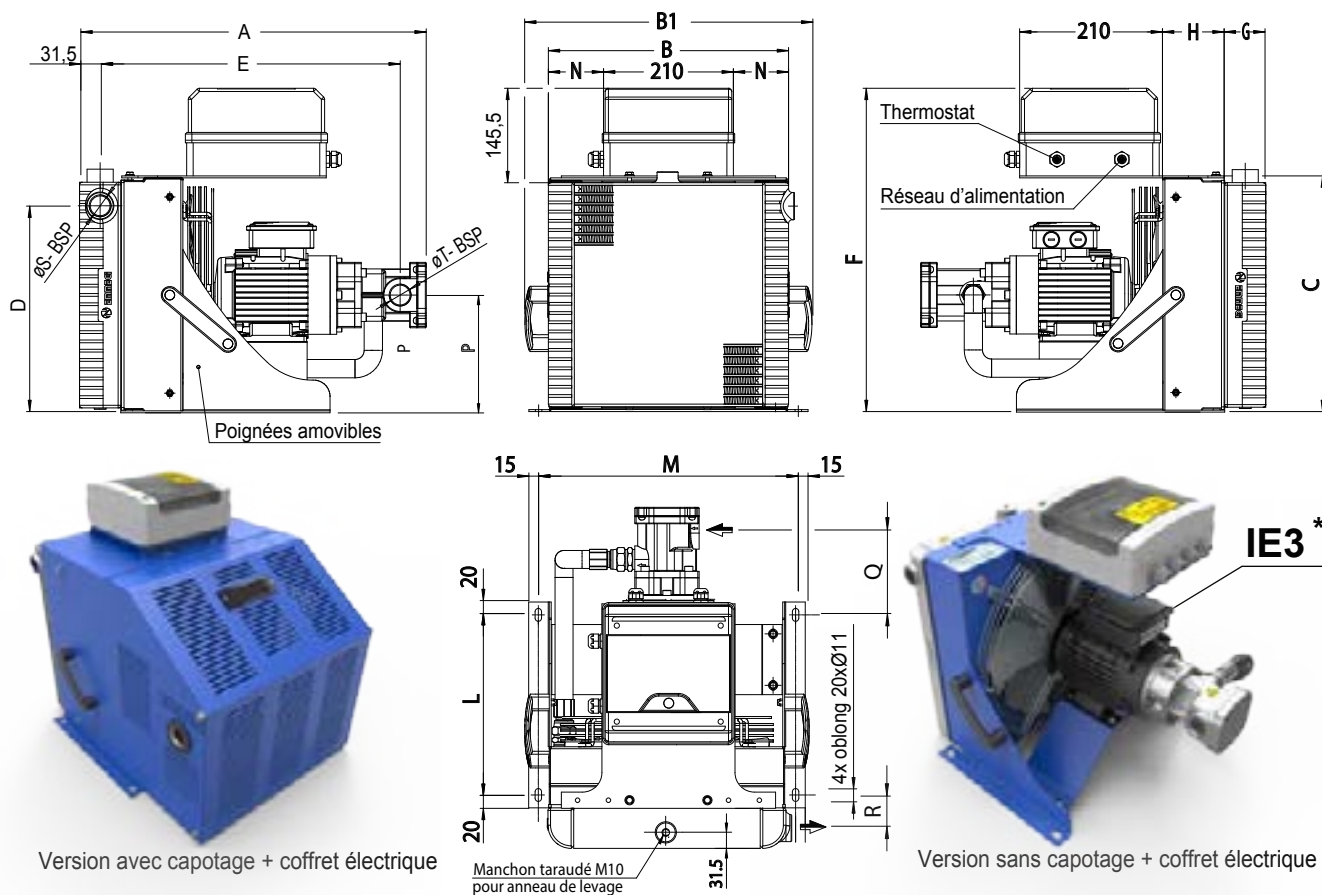 A
31,5
E
D
øS- BSP
øT- BSP
P
P
Poignées amovibles
B1
B
N 210 N
145,5
210 H G
Thermostat
Réseau d'alimentation
F
C
Version avec capotage + coffret électrique
15 M 15
20
L
20
Q
R
4x oblong 20xØ11
31.5
Manchon taraudé M10
pour anneau de levage
IE3 *
Version sans capotage + coffret électrique